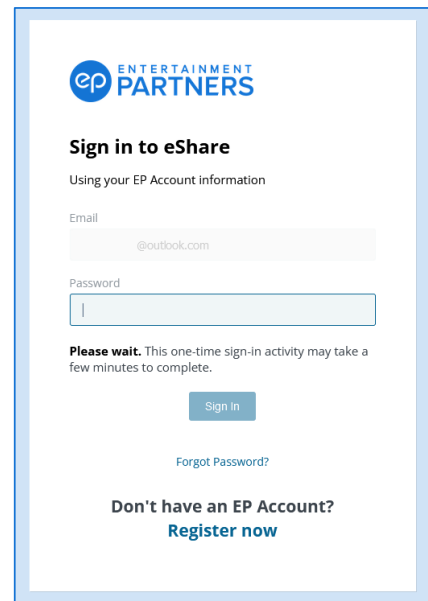 ep ENTERTAINMENT
PARTNERS
Sign in to eShare
Using your EP Account information
Email
@outlook.com
Password
Please wait. This one-time sign-in activity may take a
few minutes to complete.
Sign In
Forgot Password?
Don't have an EP Account?
Register now